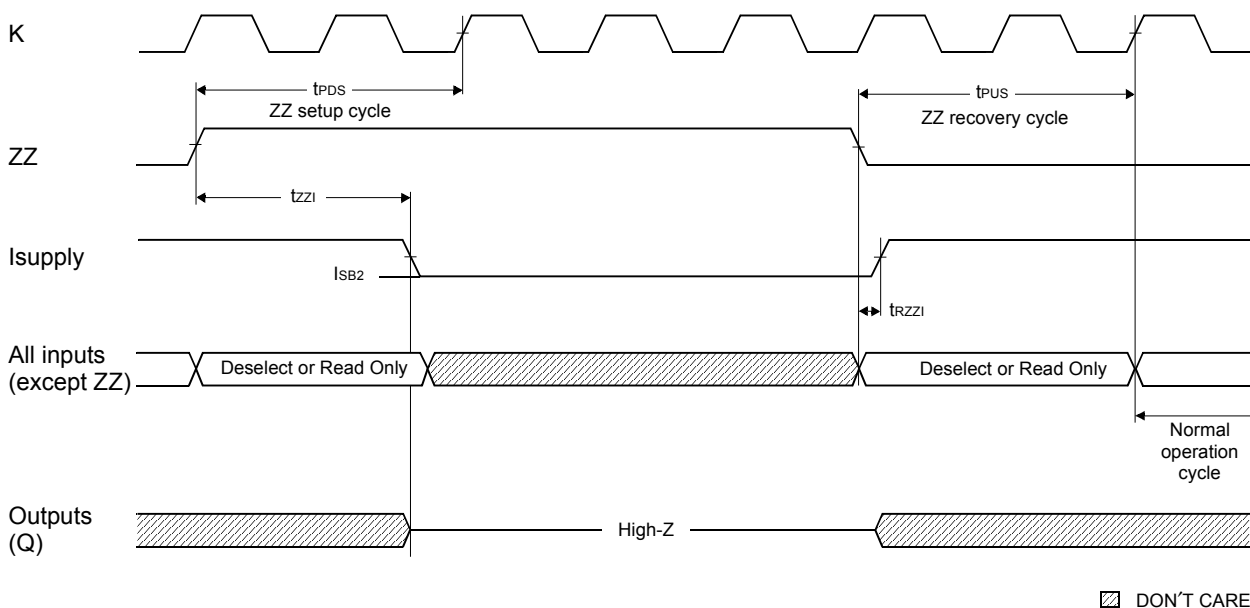 K
tPDS
ZZ setup cycle
tPUS
ZZ recovery cycle
ZZ
tZZI
Isupply
ISB2
tRZZI
All inputs
(except ZZ)
Deselect or Read Only
Deselect or Read Only
Normal
operation
cycle
Outputs
(Q)
High-Z
DON´T CARE